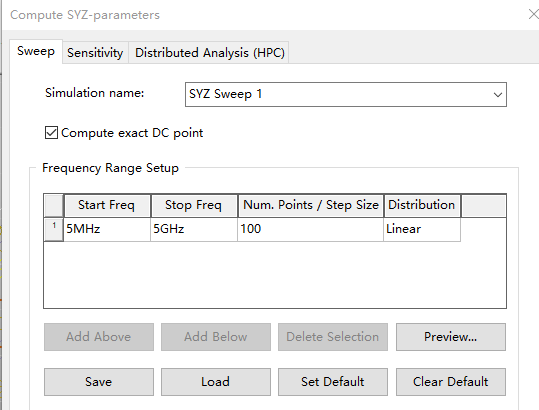 Compute SYZ-parameters
Sweep Sensitivity Distributed Analysis (HPC)
Simulation name: SYZ Sweep 1
Compute exact DC point
Frequency Range Setup
Start Freq Stop Freq Num. Points / Step Size Distribution
1 5MHz 5GHz 100 Linear
Add Above Add Below Delete Selection Preview...
Save Load Set Default Clear Default